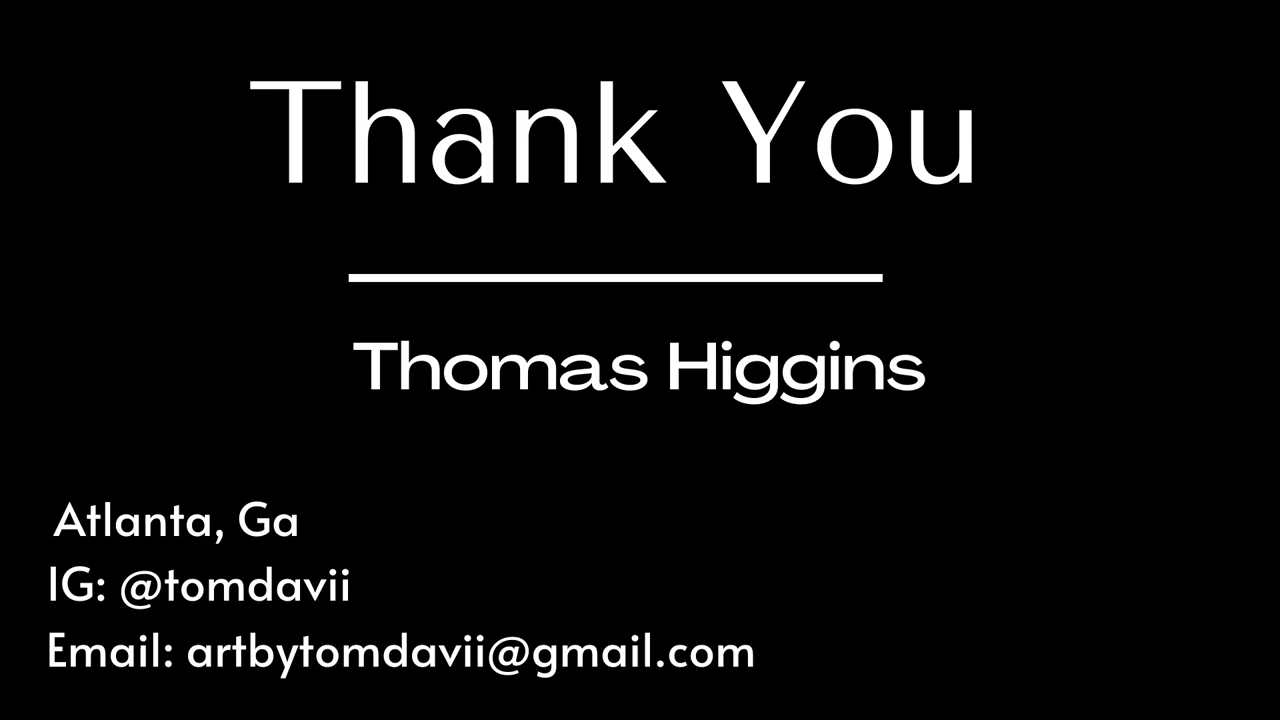 Thank You
Thomas Higgins
Atlanta, Ga
IG: @tomdavii
Email: artbytomdavii@gmail.com